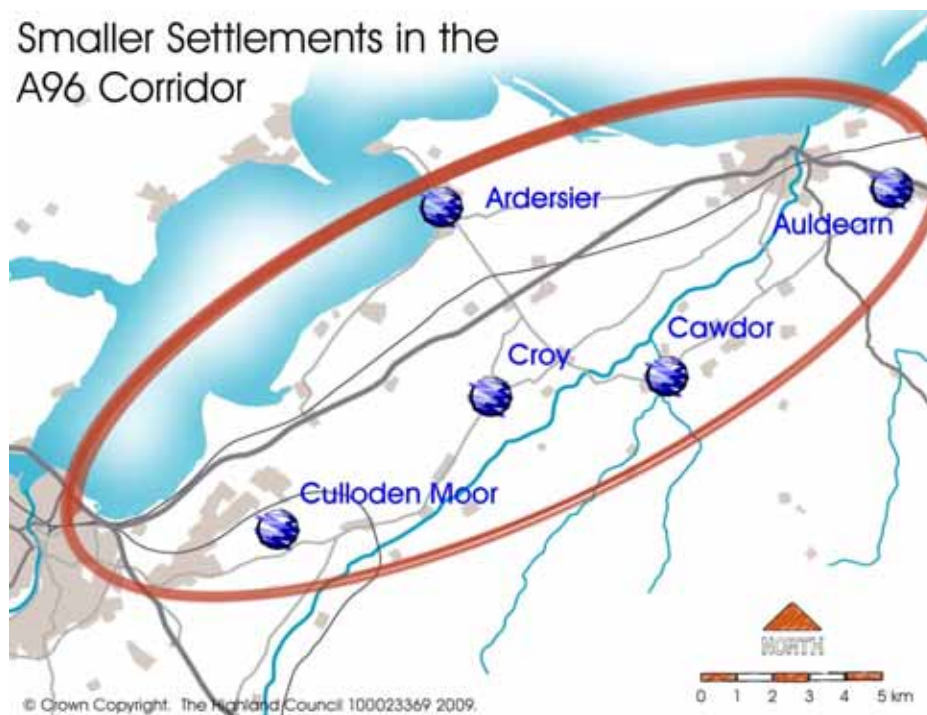 Smaller Settlements in the
A96 Corridor
Ardersier
Auldearn
Cawdor
Croy
Culloden Moor
NORTH
0 1 2 3 4 5 km
© Crown Copyright. The Highland Council 100023369 2009.